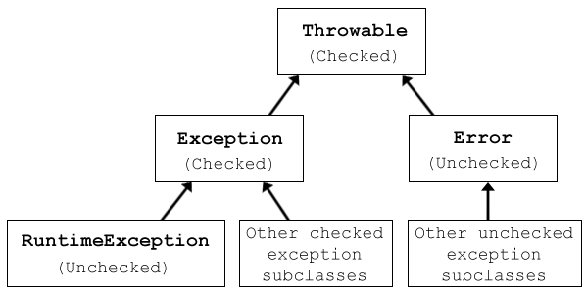 Throwable
(Checked)
Exception
(Checked)
Error
(Unchecked)
RuntimeException
(Unchecked)
Other checked
exception
subclasses
Other unchecked
exception
subclasses